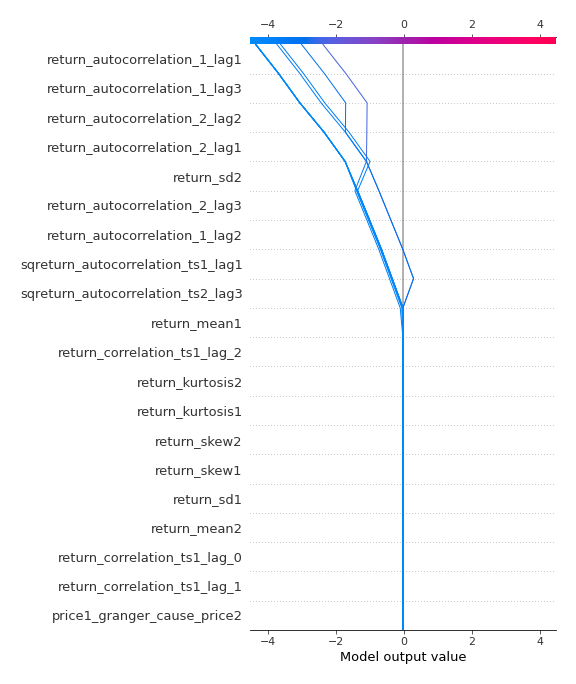 −4 −2 0 2 4
return_autocorrelation_1_lag1
return_autocorrelation_1_lag3
return_autocorrelation_2_lag2
return_autocorrelation_2_lag1
return_sd2
return_autocorrelation_2_lag3
return_autocorrelation_1_lag2
sqreturn_autocorrelation_ts1_lag1
sqreturn_autocorrelation_ts2_lag3
return_mean1
return_correlation_ts1_lag_2
return_kurtosis2
return_kurtosis1
return_skew2
return_skew1
return_sd1
return_mean2
return_correlation_ts1_lag_0
return_correlation_ts1_lag_1
price1_granger_cause_price2
−4 −2 0 2 4
Model output value